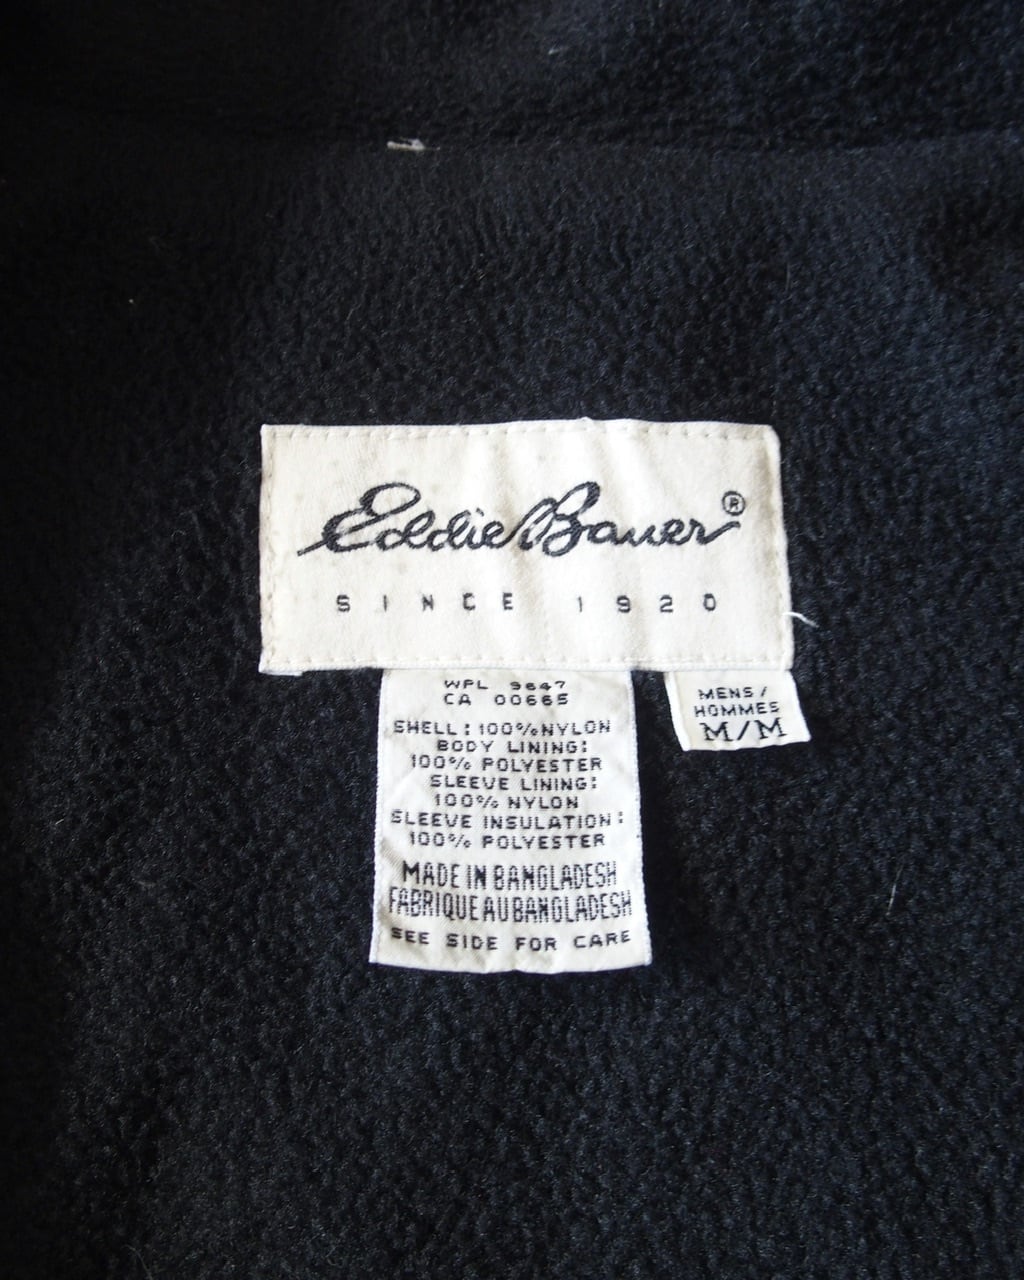 Eddie Bauer®
SINCE 1920
WPL 9647
CA 00665
SHELL: 100% NYLON
BODY LINING:
100% POLYESTER
SLEEVE LINING:
100% NYLON
SLEEVE INSULATION:
100% POLYESTER
MADE IN BANGLADESH
FABRIQUE AU BANGLADESH
SEE SIDE FOR CARE
MENS/
HOMMES
M/M